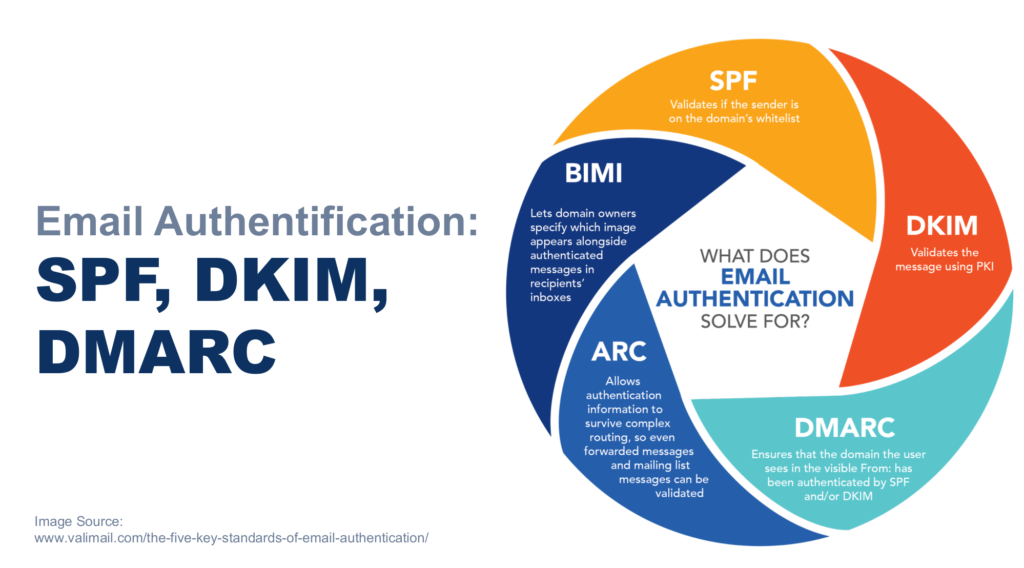 Email Authentification:
SPF, DKIM,
DMARC
Image Source:
www.valimail.com/the-five-key-standards-of-email-authentication/
SPF
Validates if the sender is
on the domain's whitelist
DKIM
Validates the
message using PKI
DMARC
Ensures that the domain the user
sees in the visible From: has
been authenticated by SPF
and/or DKIM
ARC
Allows
authentication
information to
survive complex
routing, so even
forwarded messages
and mailing list
messages can be
validated
BIMI
Lets domain owners
specify which image
appears alongside
authenticated
messages in
recipients'
inboxes
WHAT DOES
EMAIL
AUTHENTICATION
SOLVE FOR?